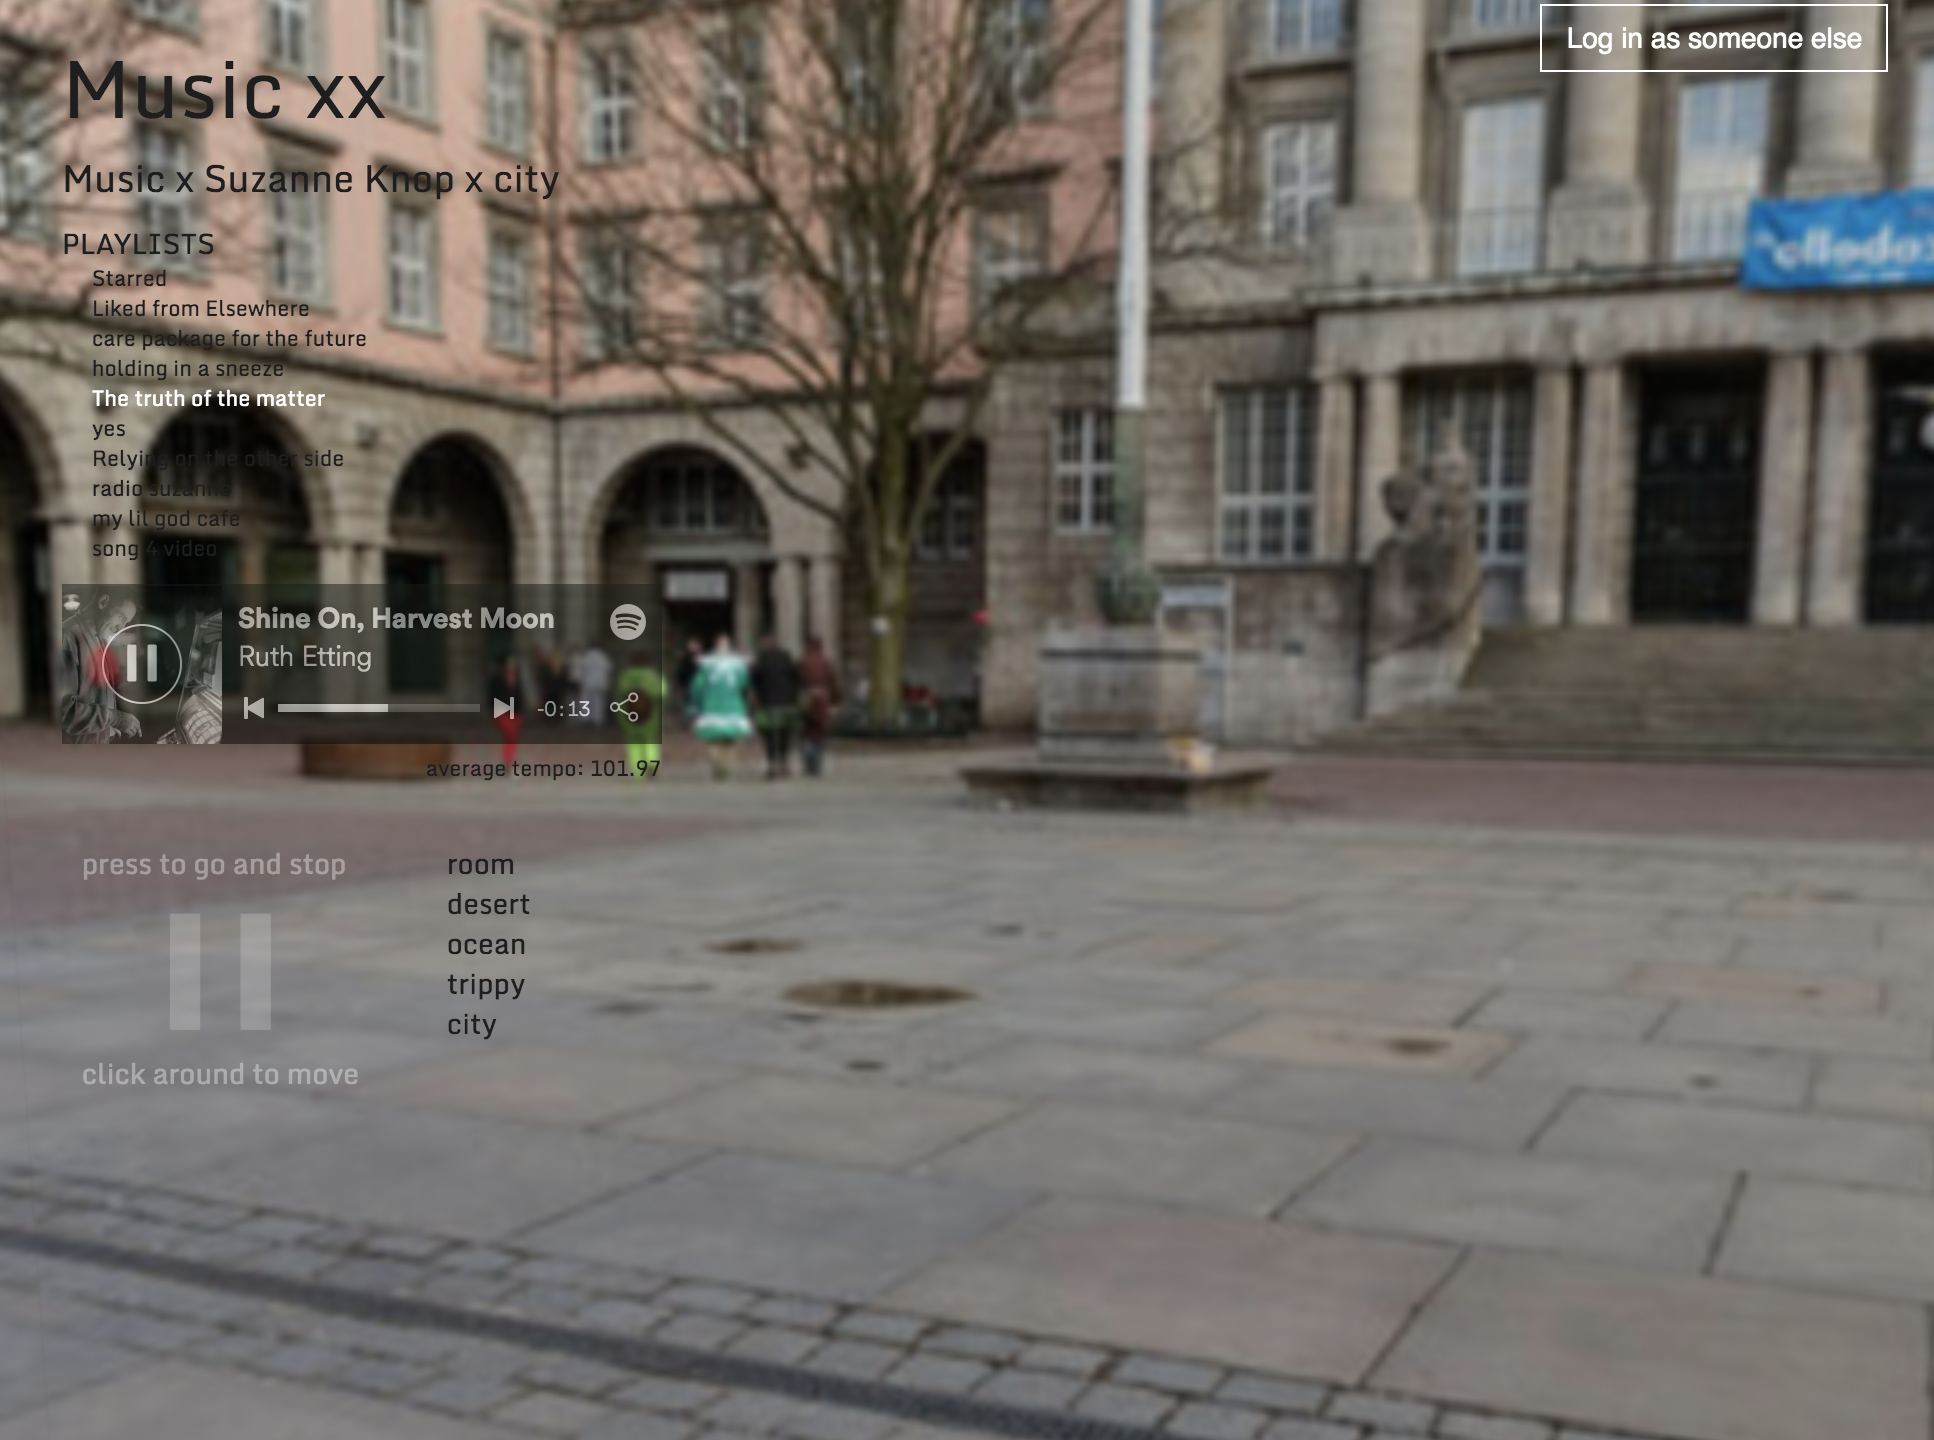 Log in as someone else
Music xx
Music x Suzanne Knop x city
PLAYLISTS
Starred
Liked from Elsewhere
care package for the future
holding in a sneeze
The truth of the matter
yes
Relying on the other side
radio suzanne
my lil god cafe
song 4 video
Shine On, Harvest Moon
Ruth Etting
-0:13
average tempo: 101.97
press to go and stop
click around to move
room
desert
ocean
trippy
city